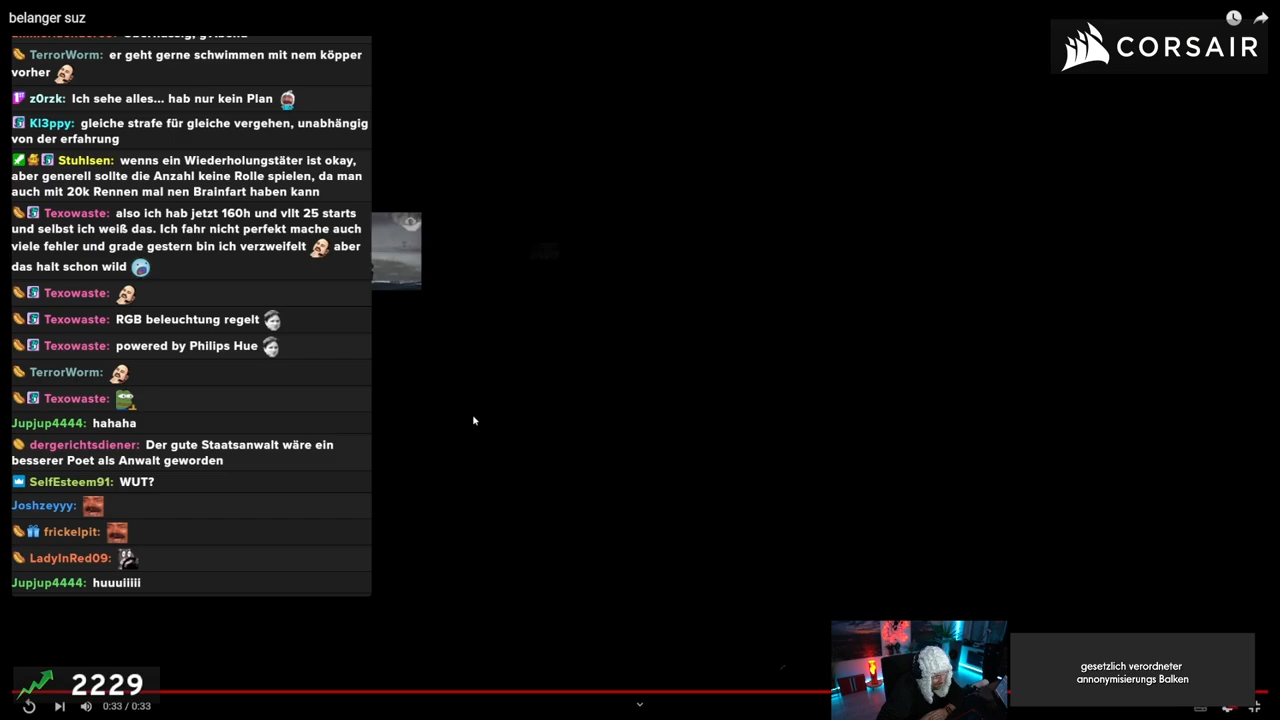 belanger suz
CORSAIR
TerrorWorm: er geht gerne schwimmen mit nem köpper
vorher
z0rzk: Ich sehe alles... hab nur kein Plan
Kl3ppy: gleiche strafe für gleiche vergehen, unabhängig
von der erfahrung
Stuhlsen: wenns ein Wiederholungstäter ist okay,
aber generell sollte die Anzahl keine Rolle spielen, da man
auch mit 20k Rennen mal nen Brainfart haben kann
Texowaste: also ich hab jetzt 160h und vllt 25 starts
und selbst ich weiß das. Ich fahr nicht perfekt mache auch
viele fehler und grade gestern bin ich verzweifelt aber
das halt schon wild
Texowaste:
Texowaste: RGB beleuchtung regelt
Texowaste: powered by Philips Hue
TerrorWorm:
Texowaste:
Jupjup4444: hahaha
dergerichtsdiener: Der gute Staatsanwalt wäre ein
besserer Poet als Anwalt geworden
SelfEsteem91: WUT?
Joshzeyyy:
frickelpit:
LadyInRed09:
Jupjup4444: huuuiiiii
gesetzlich verordneter
annonymisierungs Balken
2229
0:33 / 0:33